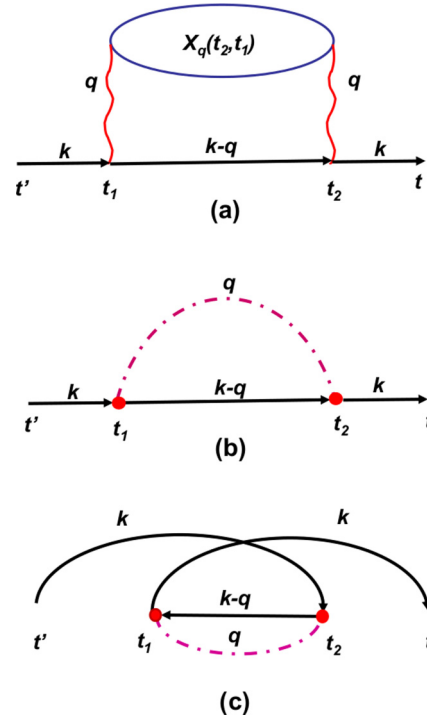 X_q(t_2,t_1)
q q
k k-q k
t' t_1 t_2 t
(a)
q
k k-q k
t' t_1 t_2 t
(b)
k k
k-q
t' t_1 q t_2 t
(c)